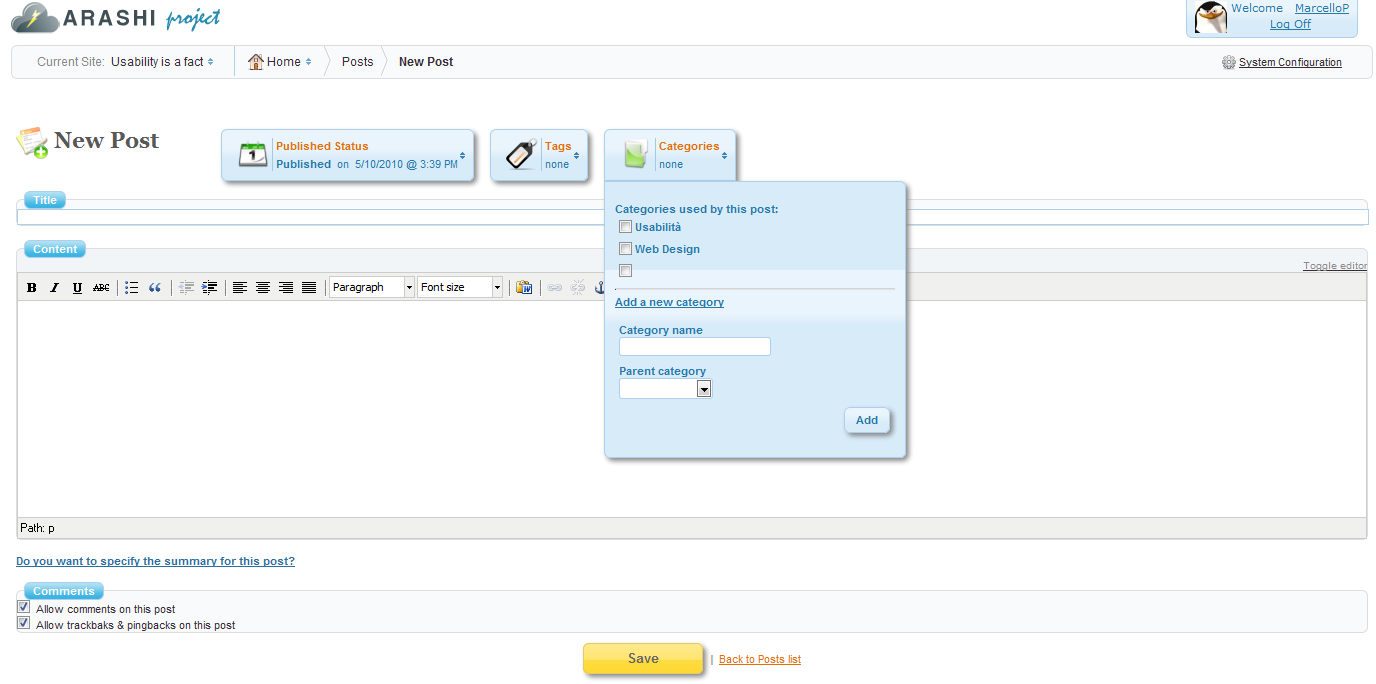 ARASHI project
Welcome MarcelloP
Log Off
Current Site: Usability is a fact Home Posts New Post System Configuration
New Post
Published Status
Published on 5/10/2010 @ 3:39 PM
1
Tags
none
Categories
none
Title
Categories used by this post:
Usabilità
Web Design
Add a new category
Category name
Parent category
Add
Content
Toggle editor
B I U ABC Paragraph Font size
Path: p
Do you want to specify the summary for this post?
Comments
Allow comments on this post
Allow trackbaks & pingbacks on this post
Save | Back to Posts list